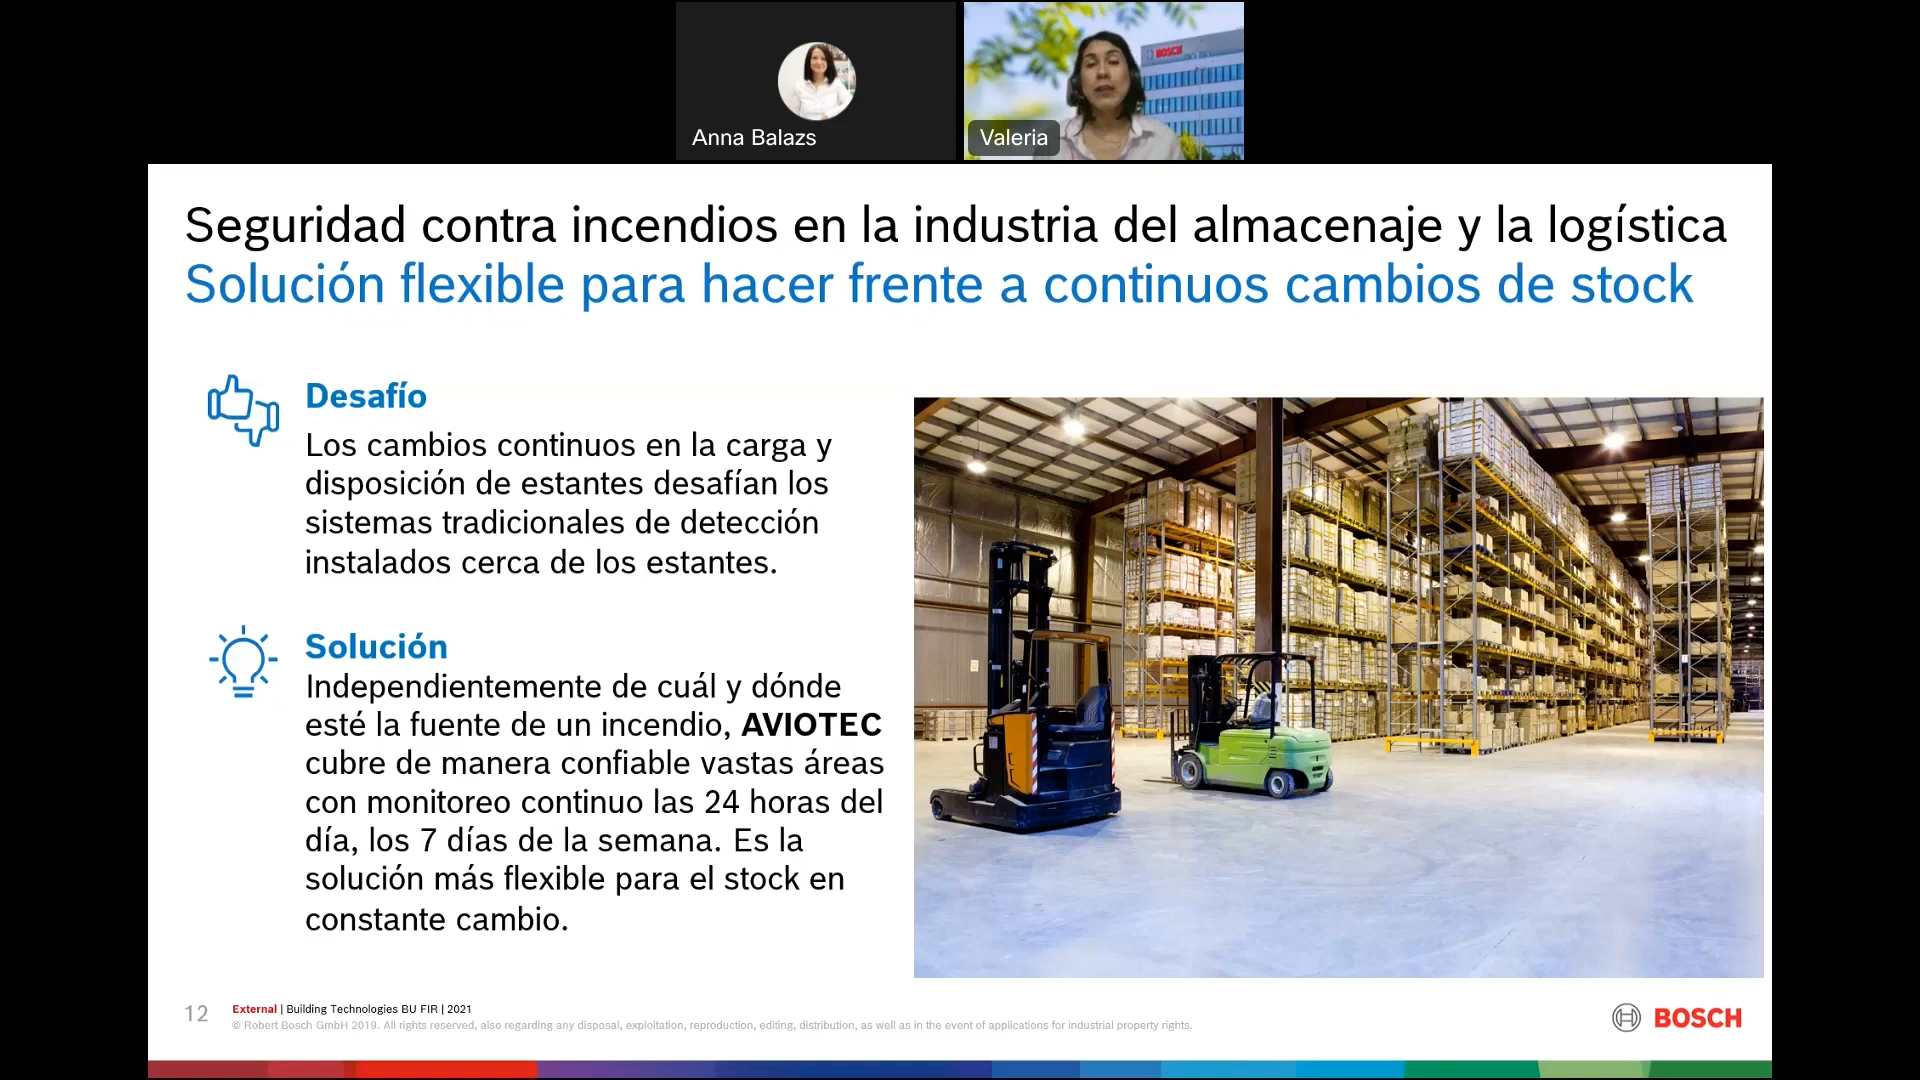 Anna Balazs
BOSCH
Valeria
Seguridad contra incendios en la industria del almacenaje y la logística
Solución flexible para hacer frente a continuos cambios de stock
Desafío
Los cambios continuos en la carga y
disposición de estantes desafían los
sistemas tradicionales de detección
instalados cerca de los estantes.
Solución
Independientemente de cuál y dónde
esté la fuente de un incendio, AVIOTEC
cubre de manera confiable vastas áreas
con monitoreo continuo las 24 horas del
día, los 7 días de la semana. Es la
solución más flexible para el stock en
constante cambio.
12
External | Building Technologies BU FIR | 2021
© Robert Bosch GmbH 2019. All rights reserved, also regarding any disposal, exploitation, reproduction, editing, distribution, as well as in the event of applications for industrial property rights.
BOSCH